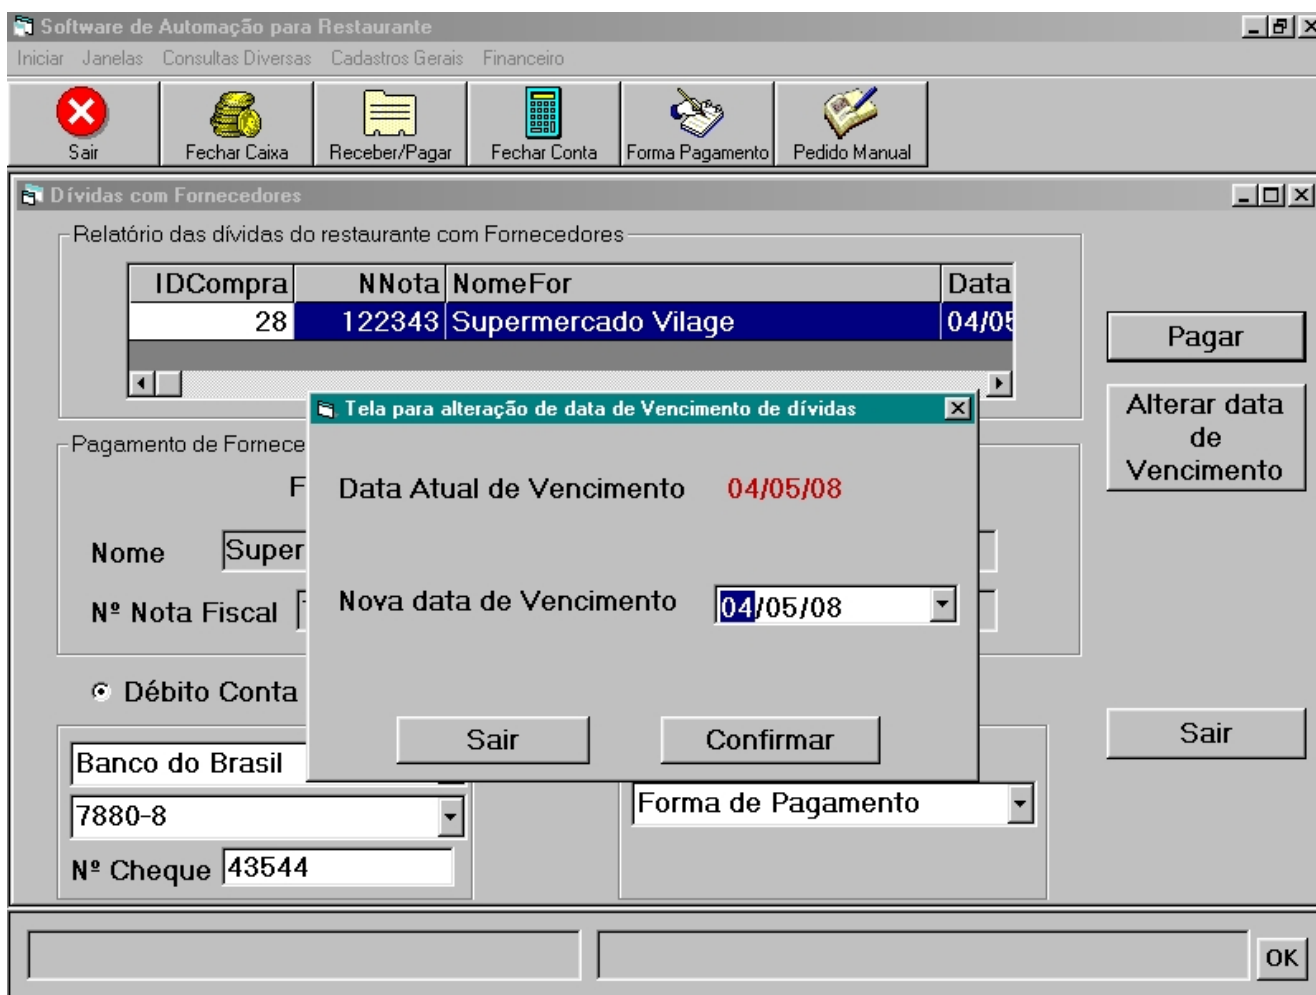 Software de Automação para Restaurante
Iniciar Janelas Consultas Diversas Cadastros Gerais Financeiro
Sair Fechar Caixa Receber/Pagar Fechar Conta Forma Pagamento Pedido Manual
Dívidas com Fornecedores
Relatório das dívidas do restaurante com Fornecedores
IDCompra NNota NomeFor Data
28 122343 Supermercado Vilage 04/05
Pagar
Alterar data
de
Vencimento
Tela para alteração de data de Vencimento de dívidas
Data Atual de Vencimento 04/05/08
Nova data de Vencimento 04/05/08
Sair Confirmar
Pagamento de Fornece
F
Nome Super
Nº Nota Fiscal
Débito Conta
Banco do Brasil
7880-8
Nº Cheque 43544
Forma de Pagamento
Sair
OK